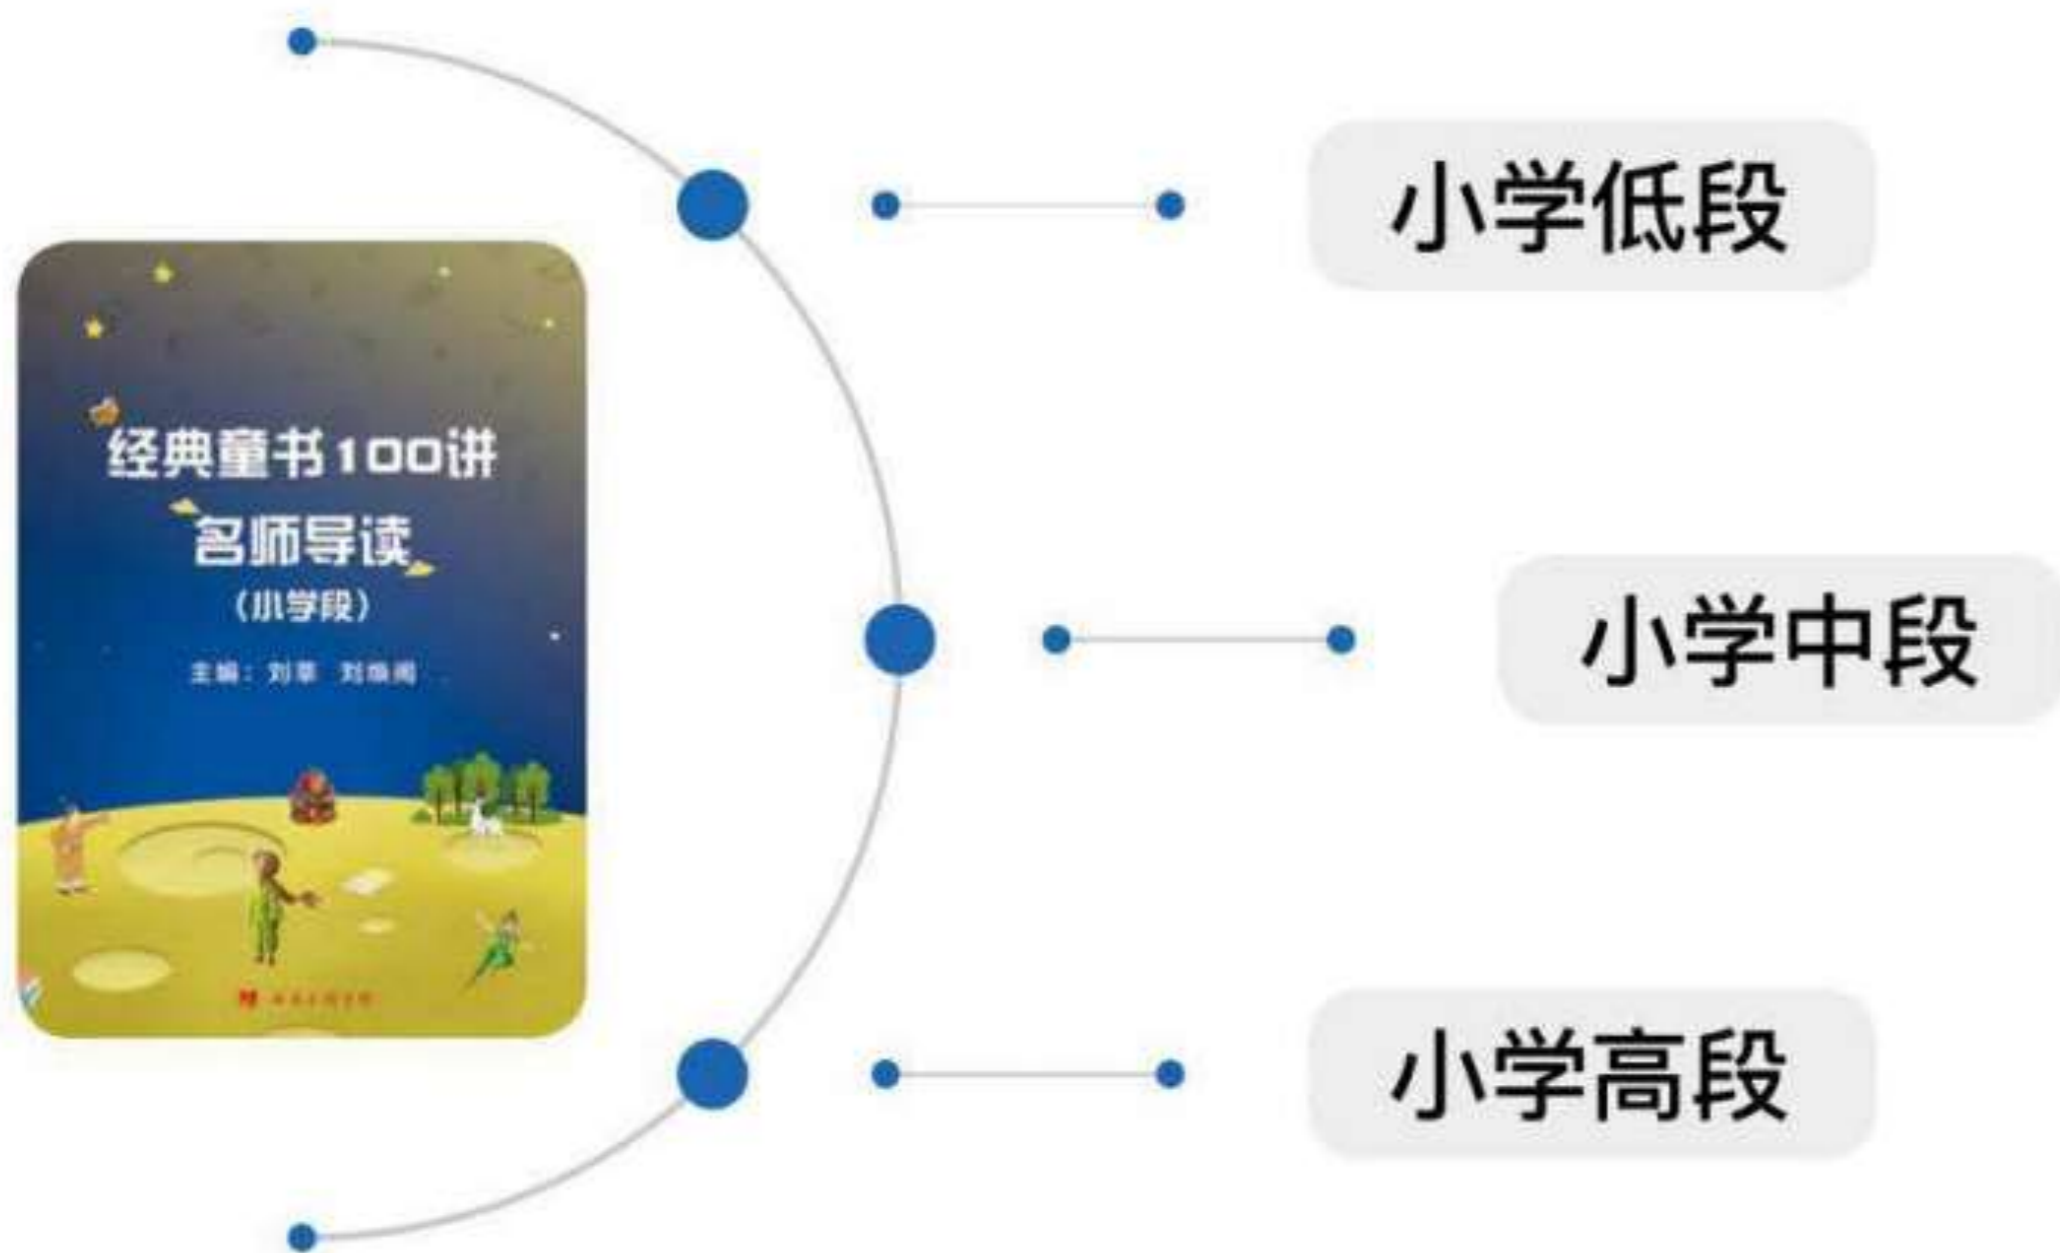 经典童书100讲
名师导读
（小学段）
主编：刘 刘
小学低段
小学中段
小学高段